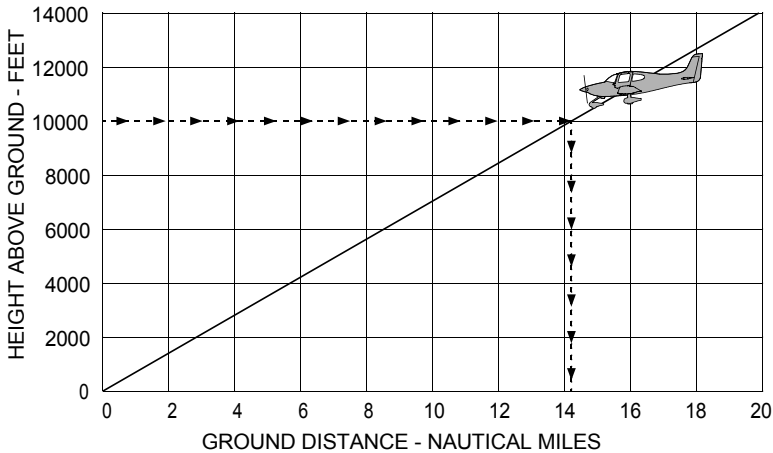 HEIGHT ABOVE GROUND - FEET
14000
12000
10000
8000
6000
4000
2000
0
0 2 4 6 8 10 12 14 16 18 20
GROUND DISTANCE - NAUTICAL MILES